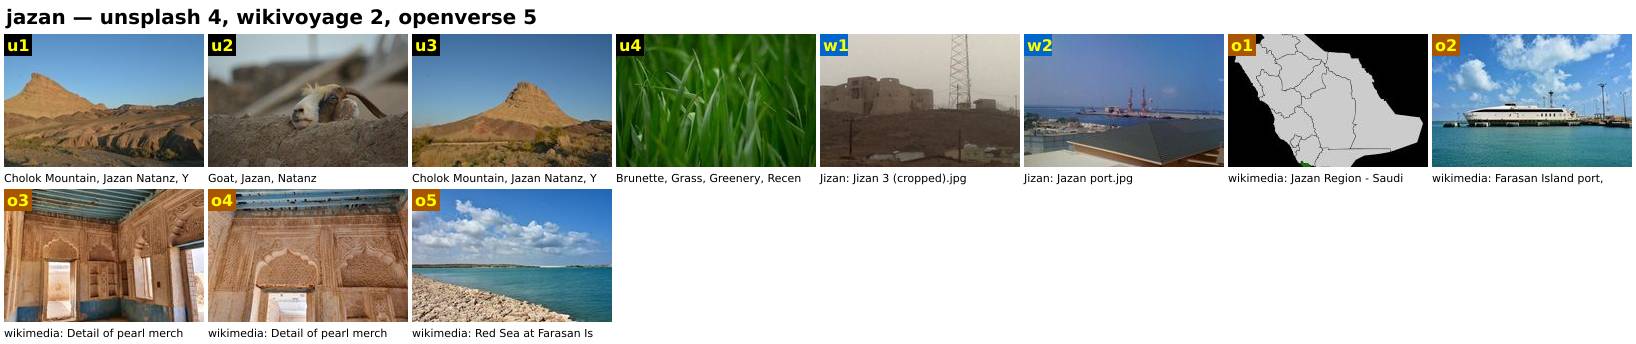 jazan — unsplash 4, wikivoyage 2, openverse 5
u1
u2
u3
u4
w1
w2
o1
o2
Cholok Mountain, Jazan Natanz, Y
Goat, Jazan, Natanz
Cholok Mountain, Jazan Natanz, Y
Brunette, Grass, Greenery, Recen
Jizan: Jizan 3 (cropped).jpg
Jizan: Jazan port.jpg
wikimedia: Jazan Region - Saudi
wikimedia: Farasan Island port,
o3
o4
o5
wikimedia: Detail of pearl merch
wikimedia: Detail of pearl merch
wikimedia: Red Sea at Farasan Is